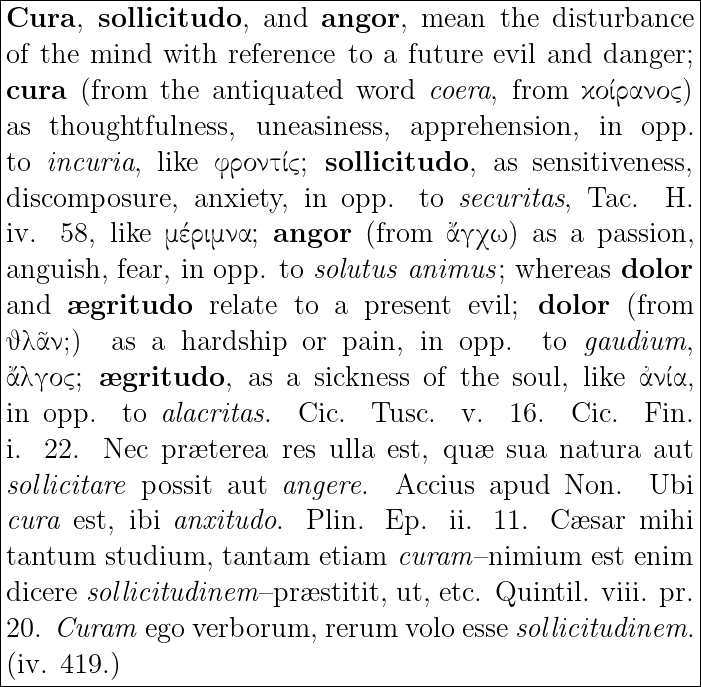 Cura, sollicitudo, and angor, mean the disturbance
of the mind with reference to a future evil and danger;
cura (from the antiquated word coera, from κοίρανος)
as thoughtfulness, uneasiness, apprehension, in opp.
to incuria, like φροντίς; sollicitudo, as sensitiveness,
discomposure, anxiety, in opp. to securitas, Tac. H.
iv. 58, like μέριμνα; angor (from ἄγχω) as a passion,
anguish, fear, in opp. to solutus animus; whereas dolor
and ægritudo relate to a present evil; dolor (from
ϑλᾶν;) as a hardship or pain, in opp. to gaudium,
ἄλγος; ægritudo, as a sickness of the soul, like ἀνία,
in opp. to alacritas. Cic. Tusc. v. 16. Cic. Fin.
i. 22. Nec præterea res ulla est, quæ sua natura aut
sollicitare possit aut angere. Accius apud Non. Ubi
cura est, ibi anxitudo. Plin. Ep. ii. 11. Cæsar mihi
tantum studium, tantam etiam curam–nimium est enim
dicere sollicitudinem–præstitit, ut, etc. Quintil. viii. pr.
20. Curam ego verborum, rerum volo esse sollicitudinem.
(iv. 419.)